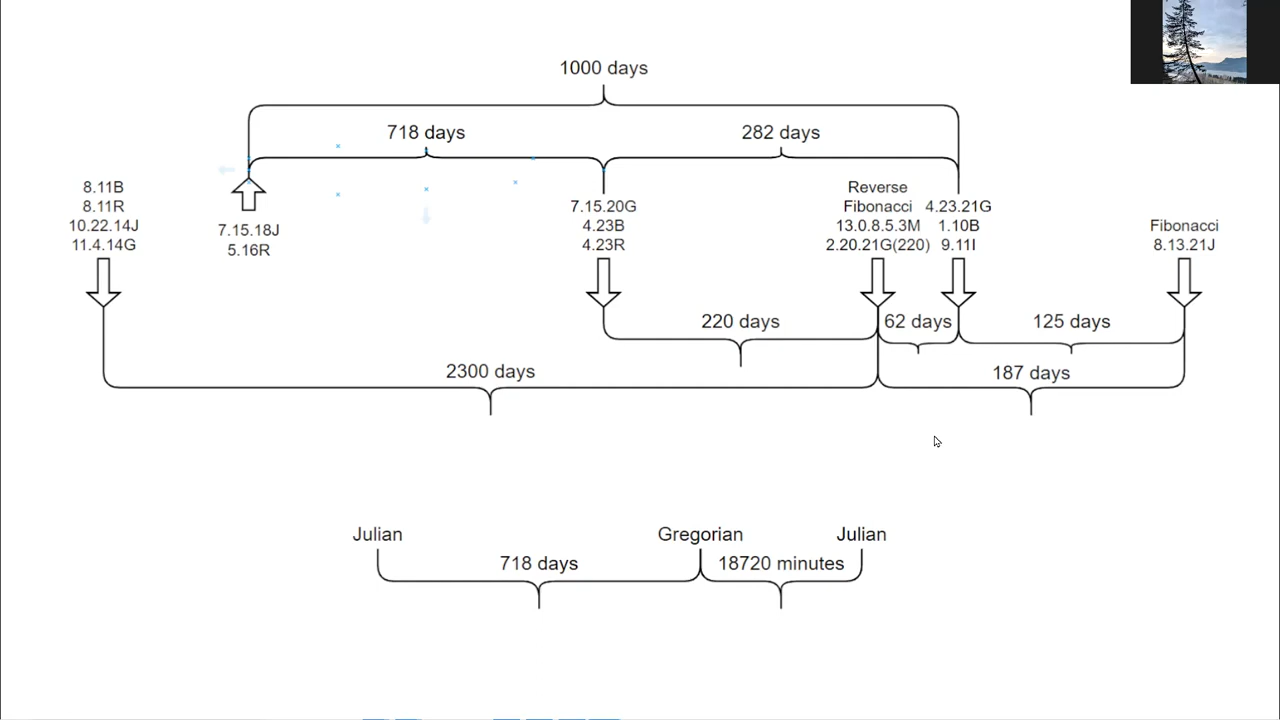 1000 days
718 days
282 days
8.11B
8.11R
10.22.14J
11.4.14G
7.15.18J
5.16R
7.15.20G
4.23B
4.23R
Reverse
Fibonacci
13.0.8.5.3M
2.20.21G(220)
4.23.21G
1.10B
9.11I
Fibonacci
8.13.21J
220 days
62 days
125 days
2300 days
187 days
Julian
Gregorian
Julian
718 days
18720 minutes